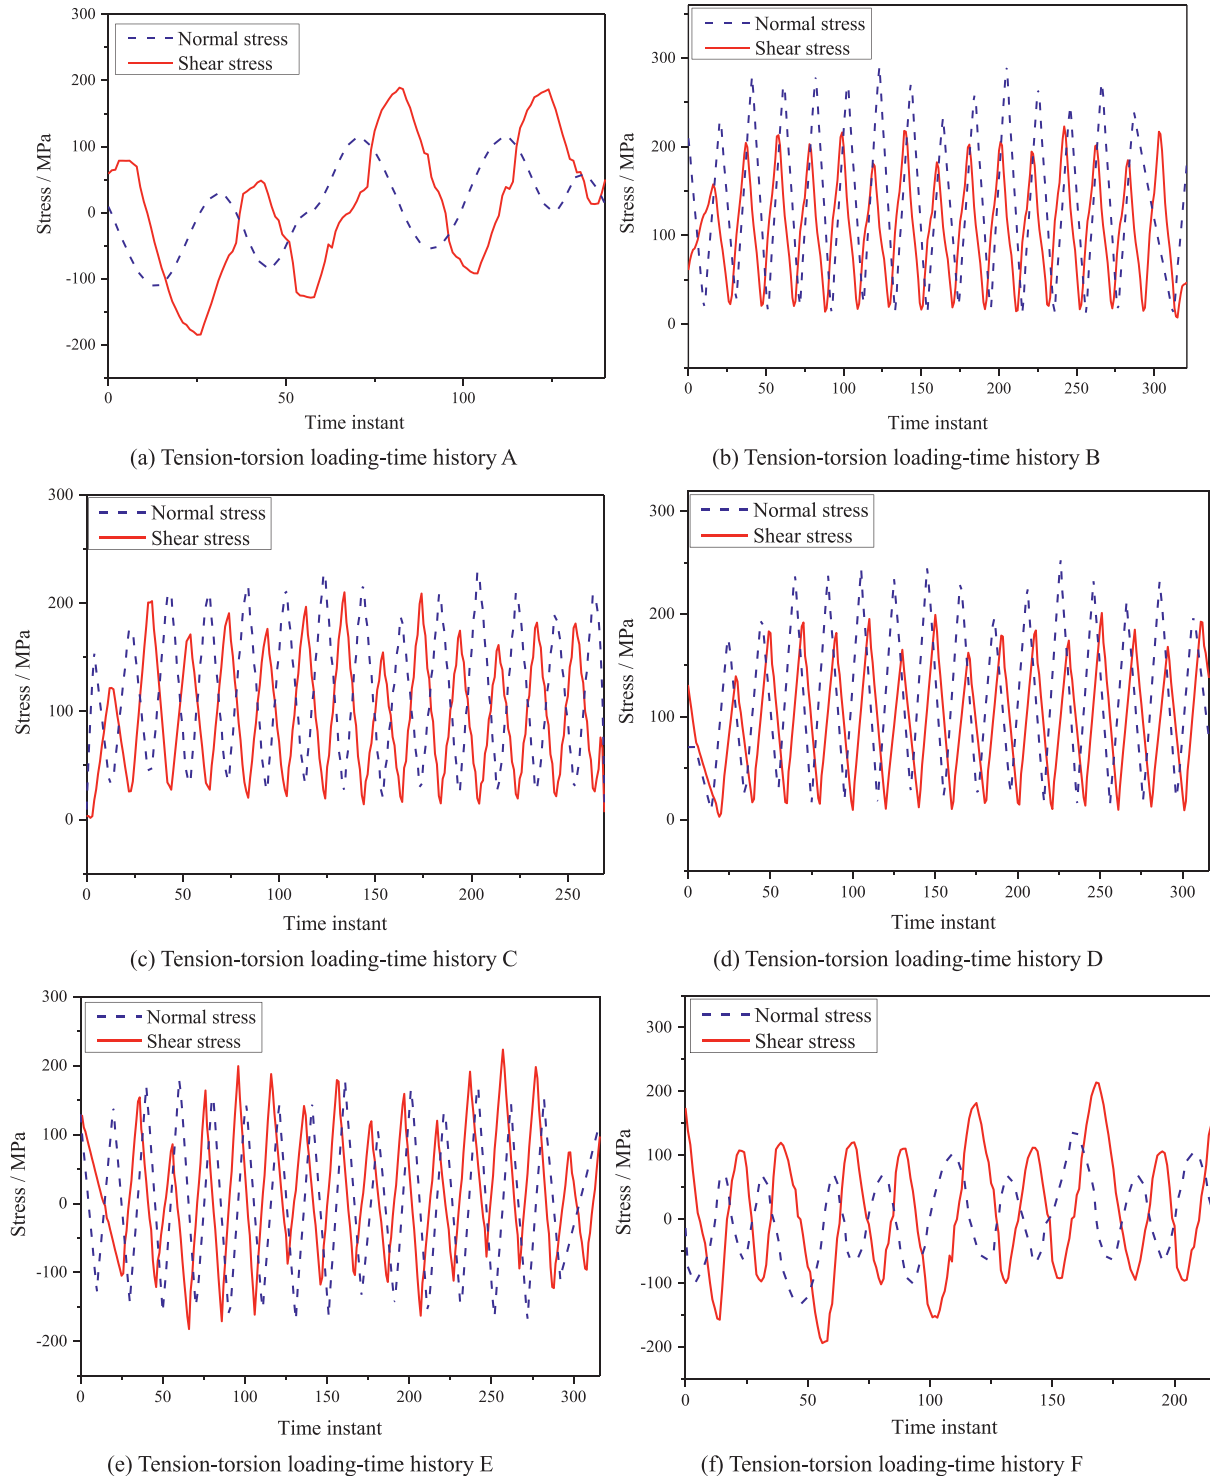 300
200
100
0
-100
-200
Stress / MPa
Normal stress
Shear stress
0 50 100
Time instant
(a) Tension-torsion loading-time history A
300
200
100
0
Stress / MPa
Normal stress
Shear stress
0 50 100 150 200 250 300
Time instant
(b) Tension-torsion loading-time history B
300
200
100
0
Stress / MPa
Normal stress
Shear stress
0 50 100 150 200 250
Time instant
(c) Tension-torsion loading-time history C
300
200
100
0
Stress / MPa
Normal stress
Shear stress
0 50 100 150 200 250 300
Time instant
(d) Tension-torsion loading-time history D
300
200
100
0
-100
-200
Stress / MPa
Normal stress
Shear stress
0 50 100 150 200 250 300
Time instant
(e) Tension-torsion loading-time history E
300
200
100
0
-100
-200
Stress / MPa
Normal stress
Shear stress
0 50 100 150 200
Time instant
(f) Tension-torsion loading-time history F